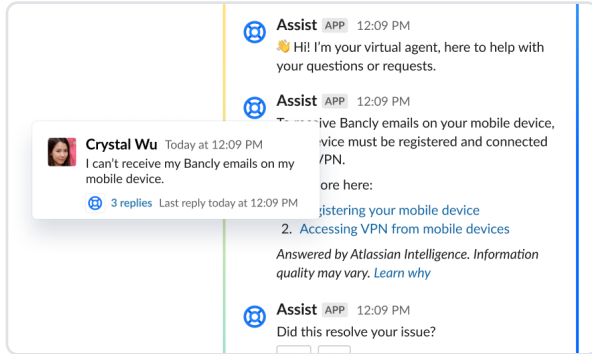 Assist APP 12:09 PM
👋 Hi! I'm your virtual agent, here to help with
your questions or requests.
Assist APP 12:09 PM
receive Bancly emails on your mobile device,
device must be registered and connected
VPN.
Crystal Wu Today at 12:09 PM
I can't receive my Bancly emails on my
mobile device.
3 replies Last reply today at 12:09 PM
here:
registering your mobile device
2. Accessing VPN from mobile devices
Answered by Atlassian Intelligence. Information
quality may vary. Learn why
Assist APP 12:09 PM
Did this resolve your issue?